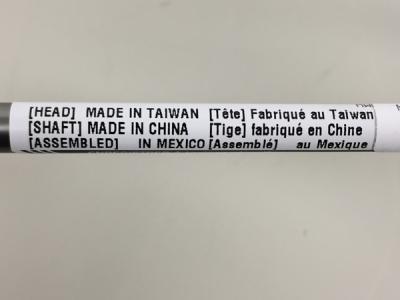 [HEAD] MADE IN TAIWAN [Tête] Fabriqué au Taiwan
[SHAFT] MADE IN CHINA [Tige] fabriqué en Chine
[ASSEMBLED] IN MEXICO [Assemblé] au Mexique